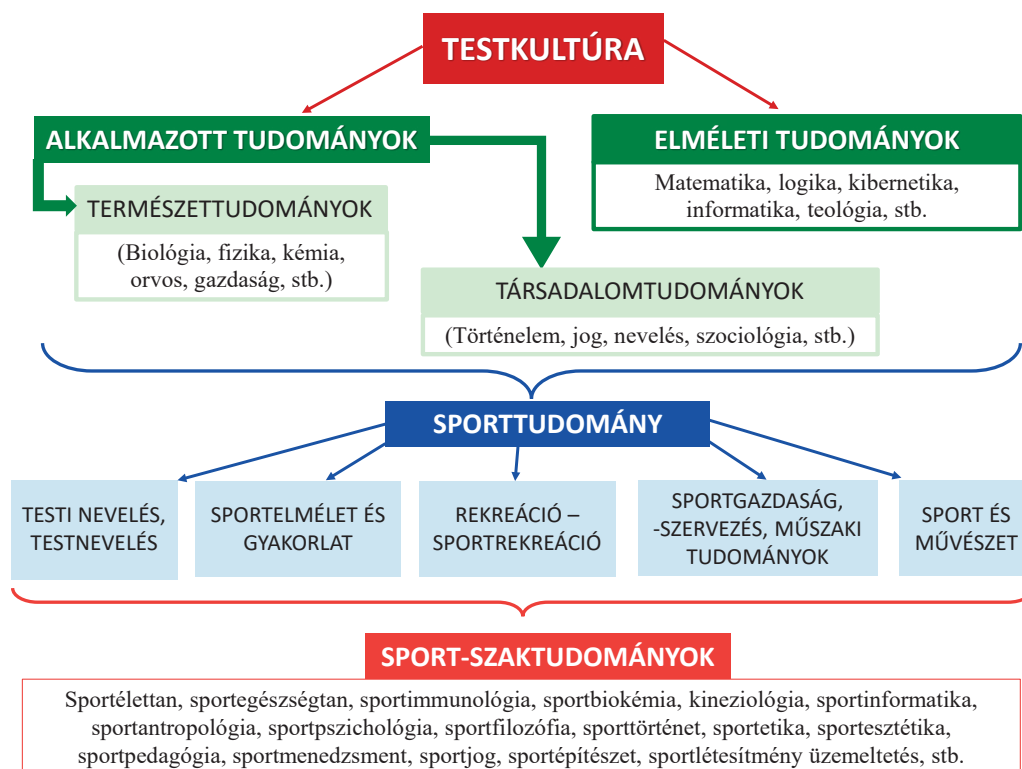 TESTKULTÚRA
ALKALMAZOTT TUDOMÁNYOK
ELMÉLETI TUDOMÁNYOK
Matematika, logika, kibernetika,
informatika, teológia, stb.
TERMÉSZETTUDOMÁNYOK
(Biológia, fizika, kémia,
orvos, gazdaság, stb.)
TÁRSADALOMTUDOMÁNYOK
(Történelem, jog, nevelés, szociológia, stb.)
SPORTTUDOMÁNY
TESTI NEVELÉS,
TESTNEVELÉS
SPORTELMÉLET ÉS
GYAKORLAT
REKREÁCIÓ –
SPORTREKREÁCIÓ
SPORTGAZDASÁG,
-SZERVEZÉS, MŰSZAKI
TUDOMÁNYOK
SPORT ÉS
MŰVÉSZET
SPORT-SZAKTUDOMÁNYOK
Sportélettan, sportegészségtan, sportimmunológia, sportbiokémia, kineziológia, sportinformatika,
sportantropológia, sportpszichológia, sportfilozófia, sporttörténet, sportetika, sportesztétika,
sportpedagógia, sportmenedzsment, sportjog, sportépítészet, sportlétesítmény üzemeltetés, stb.